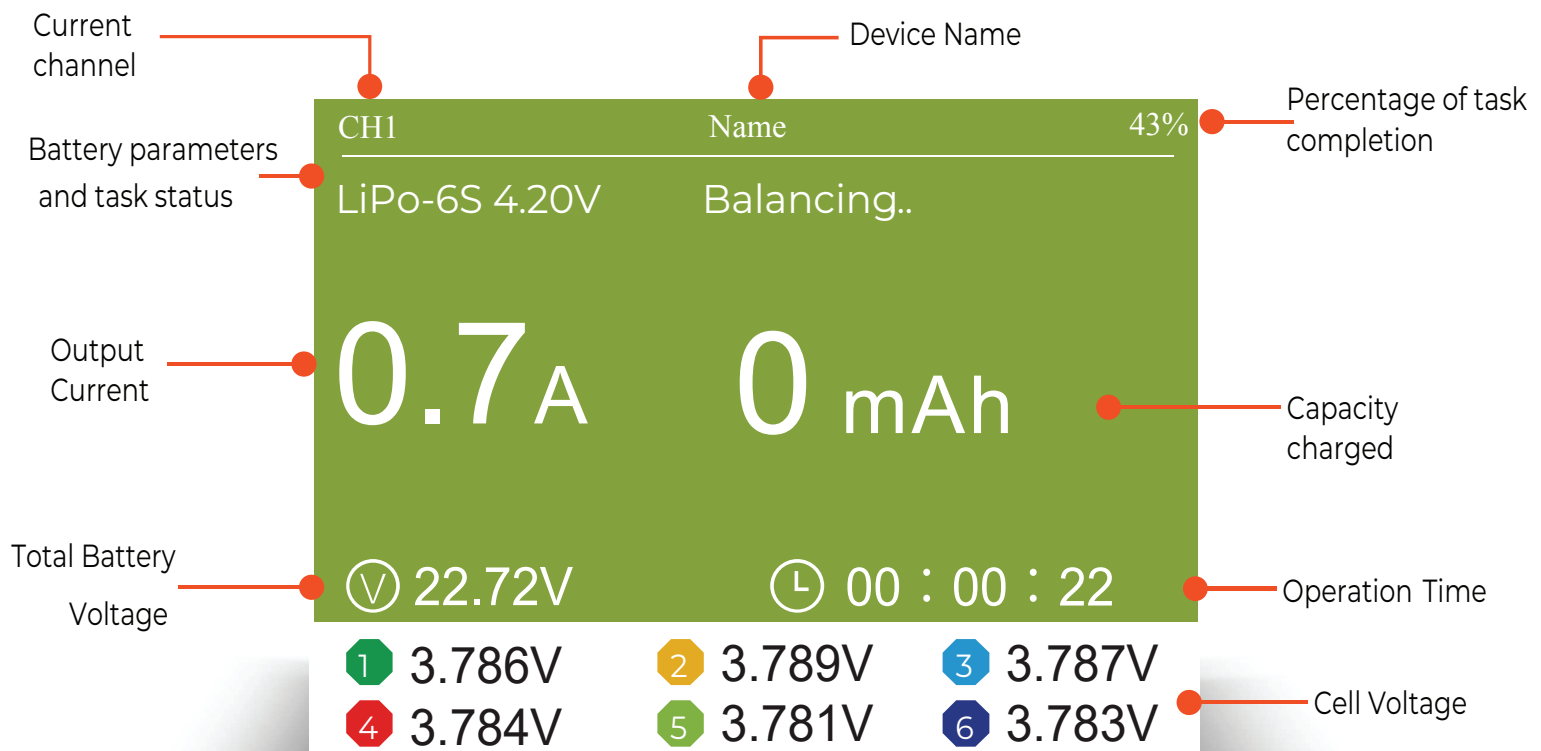 Current
channel
Device Name
Percentage of task
completion
CH1
Name
43%
Battery parameters
and task status
LiPo-6S 4.20V
Balancing..
Output
Current
0.7A
0 mAh
Capacity
charged
Total Battery
Voltage
V 22.72V
00 : 00 : 22
Operation Time
1 3.786V
2 3.789V
3 3.787V
4 3.784V
5 3.781V
6 3.783V
Cell Voltage